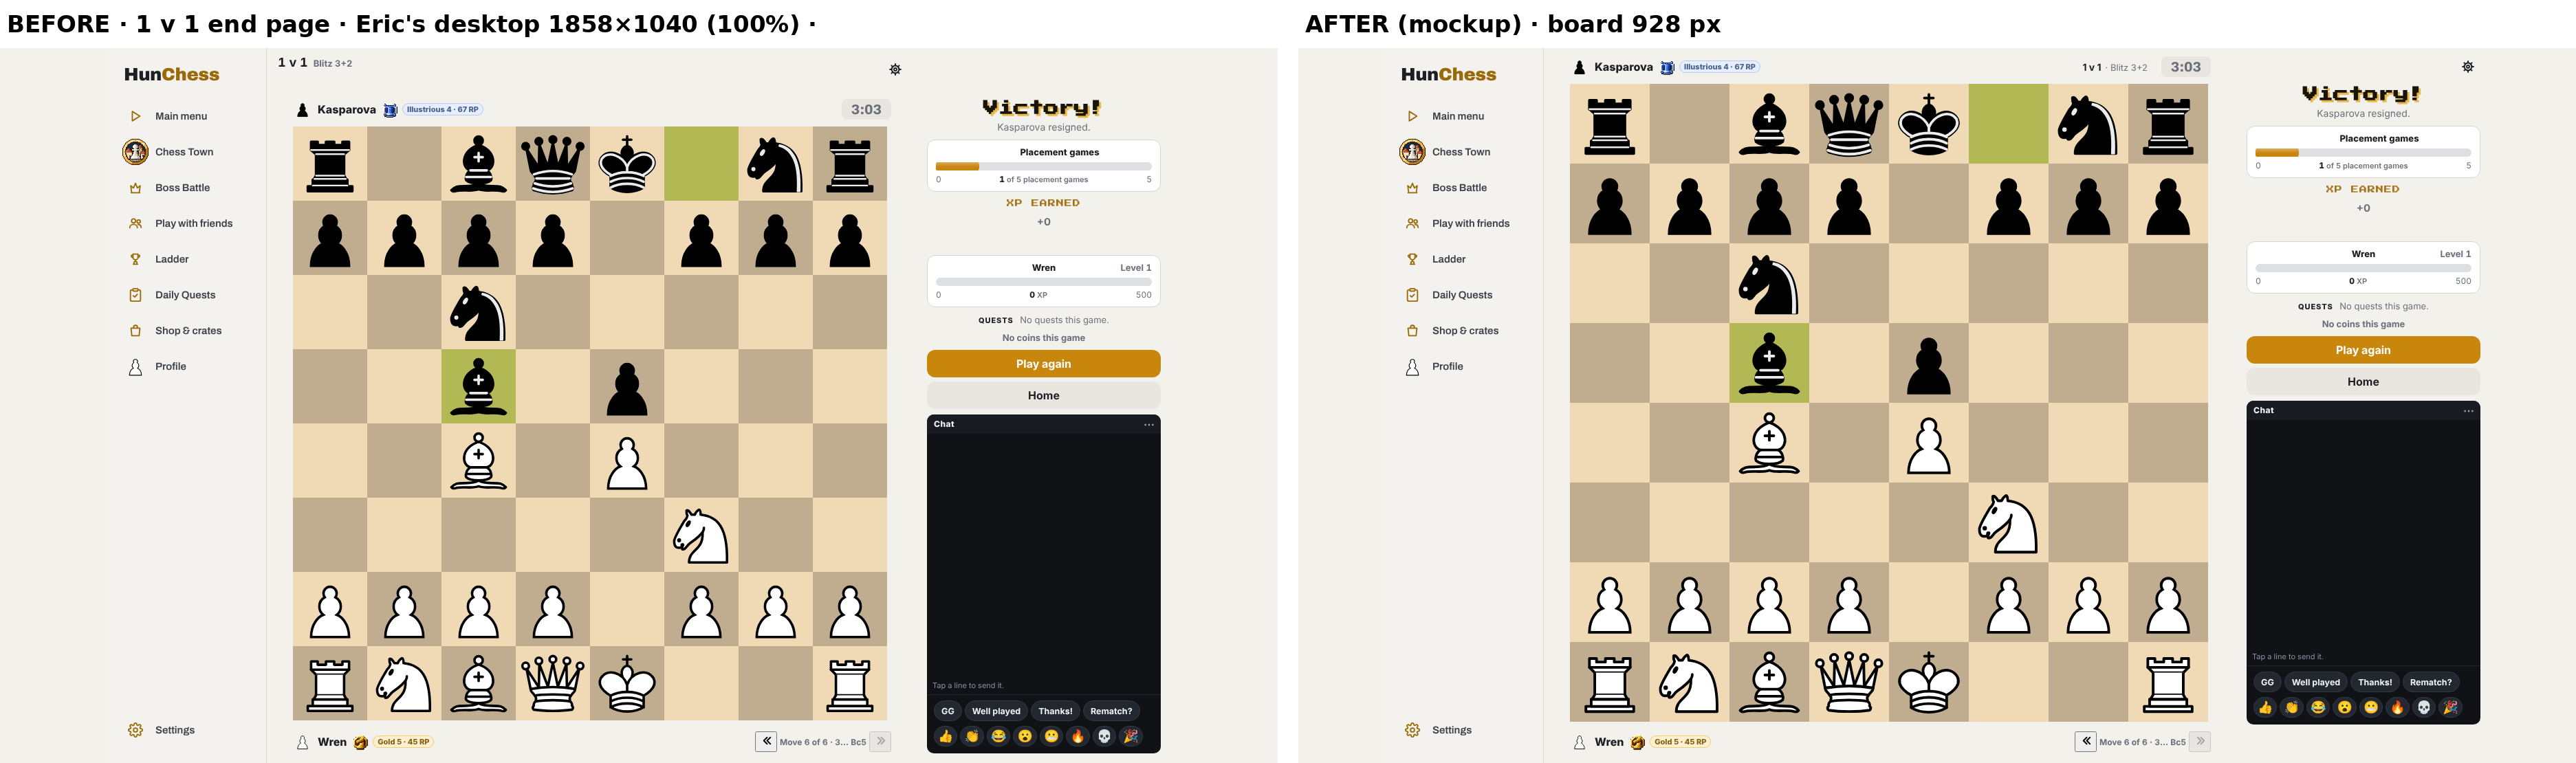 BEFORE · 1 v 1 end page · Eric's desktop 1858×1040 (100%) ·
HunChess
Main menu
Chess Town
Boss Battle
Play with friends
Ladder
Daily Quests
Shop & crates
Profile
Settings
1 v 1 Blitz 3+2
Kasparova Illustrious 4 · 67 RP 3:03
Wren Gold 5 · 45 RP Move 6 of 6 · 3... Bc5
Victory!
Kasparova resigned.
Placement games
0 1 of 5 placement games 5
XP EARNED
+0
Wren Level 1
0 0 XP 500
QUESTS No quests this game.
No coins this game
Play again
Home
Chat
Tap a line to send it.
GG Well played Thanks! Rematch?
AFTER (mockup) · board 928 px
HunChess
Main menu
Chess Town
Boss Battle
Play with friends
Ladder
Daily Quests
Shop & crates
Profile
Settings
Kasparova Illustrious 4 · 67 RP 1 v 1 · Blitz 3+2 3:03
Wren Gold 5 · 45 RP Move 6 of 6 · 3... Bc5
Victory!
Kasparova resigned.
Placement games
0 1 of 5 placement games 5
XP EARNED
+0
Wren Level 1
0 0 XP 500
QUESTS No quests this game.
No coins this game
Play again
Home
Chat
Tap a line to send it.
GG Well played Thanks! Rematch?